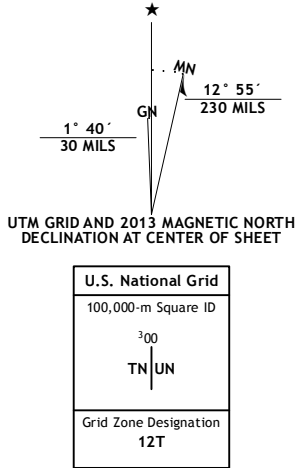 ★
MN
GN
12° 55´
230 MILS
1° 40´
30 MILS
UTM GRID AND 2013 MAGNETIC NORTH
DECLINATION AT CENTER OF SHEET
U.S. National Grid
100,000-m Square ID
³00
TN UN
Grid Zone Designation
12T